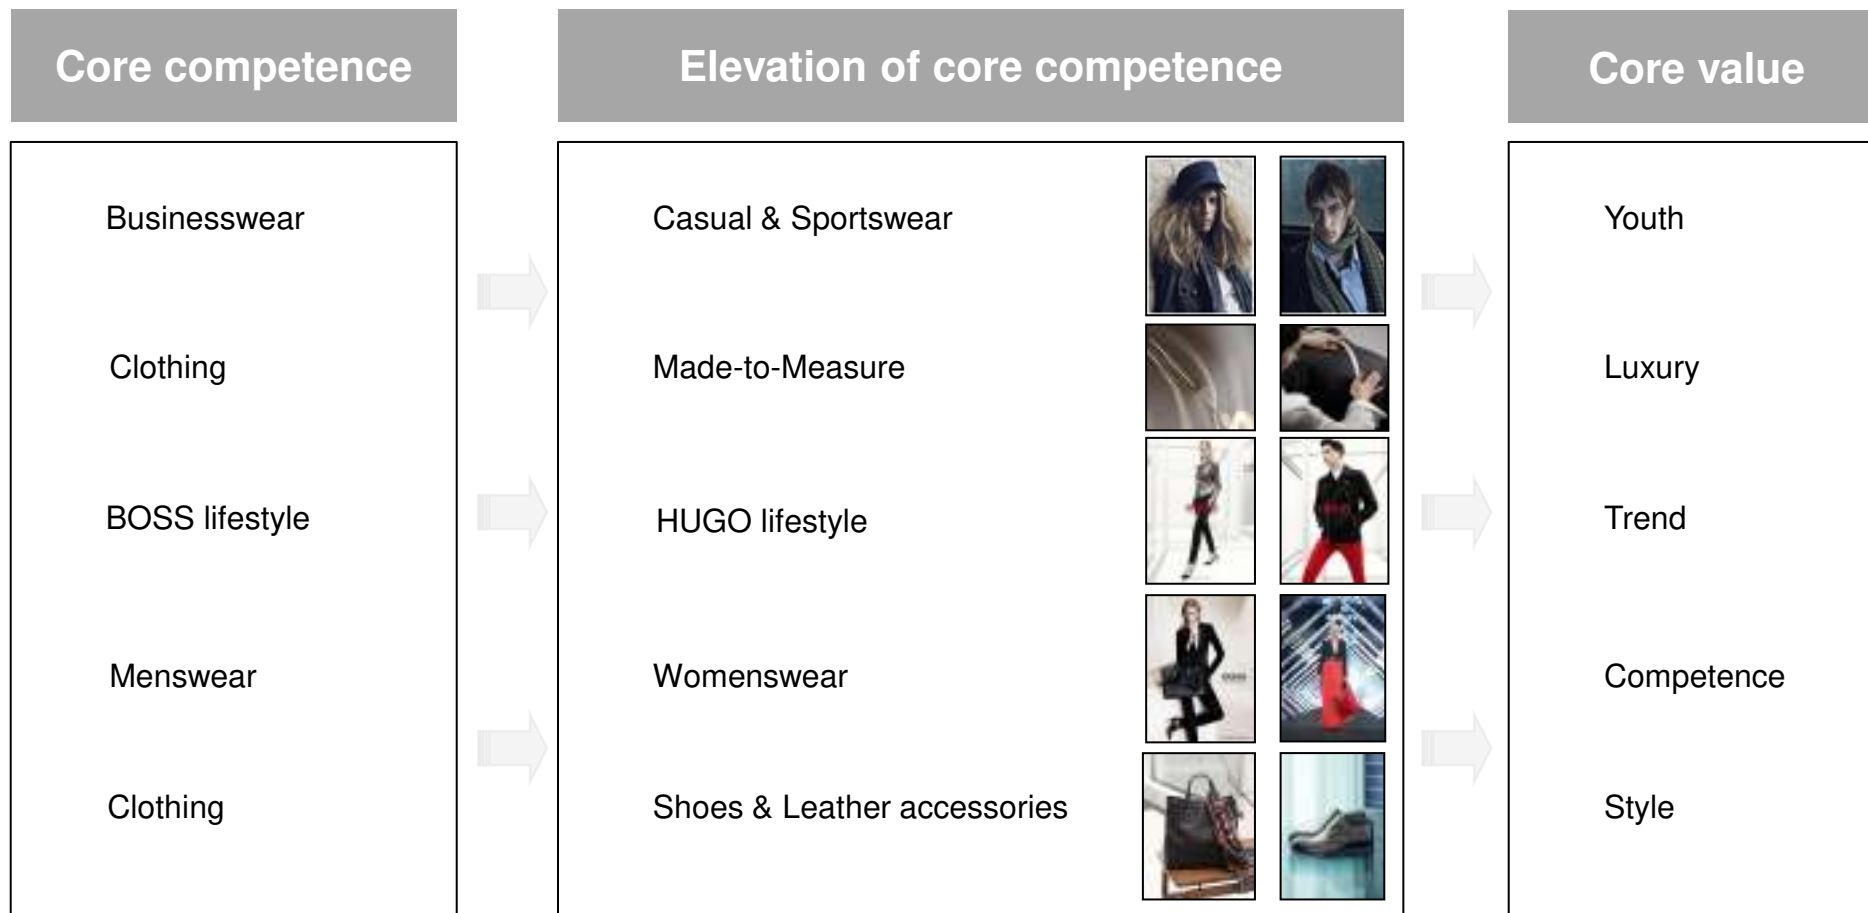 Core competence
Elevation of core competence
Core value
Businesswear
Casual & Sportswear
Youth
Clothing
Made-to-Measure
Luxury
BOSS lifestyle
HUGO lifestyle
Trend
Menswear
Womenswear
Competence
Clothing
Shoes & Leather accessories
Style